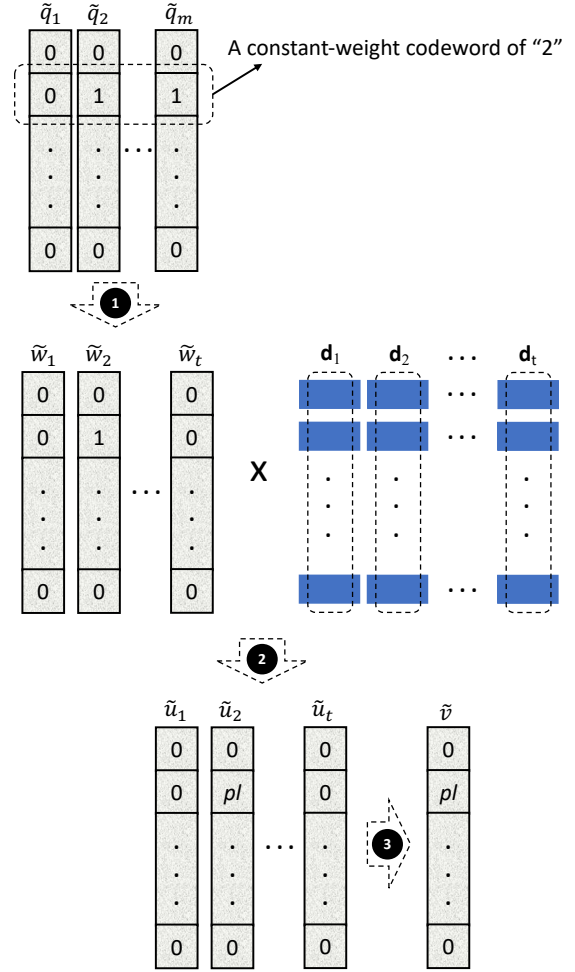 q̃₁ q̃₂ q̃ₘ
A constant-weight codeword of “2”
0 0 0
0 1 1
. . ... .
. . .
. . .
0 0 0
1
w̃₁ w̃₂ w̃ₜ
d₁ d₂ ... dₜ
0 0 0
...
0 1 0
...
X
. . ... . . . .
. . . . . .
. . . . . .
0 0 0
...
2
ũ₁ ũ₂ ũₜ ṽ
0 0 0 0
0 pl 0 pl
3
. . ... . .
. . . .
. . . .
0 0 0 0